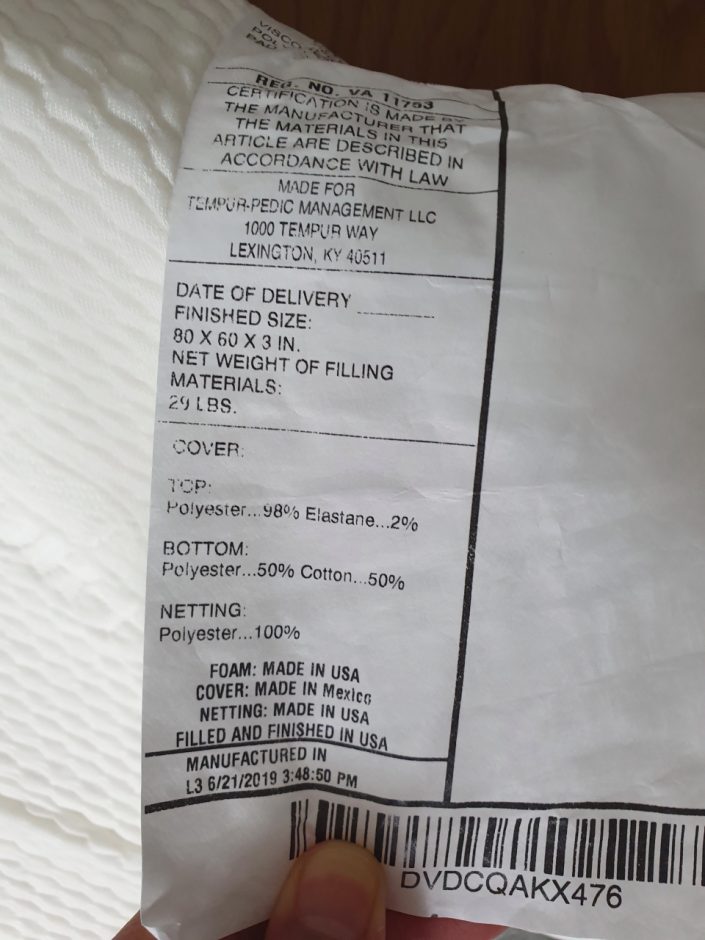 VISCO
PAD
REG. NO. VA 11753
CERTIFICATION IS MADE BY
THE MANUFACTURER THAT
THE MATERIALS IN THIS
ARTICLE ARE DESCRIBED IN
ACCORDANCE WITH LAW
MADE FOR
TEMPUR-PEDIC MANAGEMENT LLC
1000 TEMPUR WAY
LEXINGTON, KY 40511
DATE OF DELIVERY
FINISHED SIZE:
80 X 60 X 3 IN.
NET WEIGHT OF FILLING
MATERIALS:
29 LBS.
COVER:
TOP:
Polyester...98% Elastane...2%
BOTTOM:
Polyester...50% Cotton...50%
NETTING:
Polyester...100%
FOAM: MADE IN USA
COVER: MADE IN Mexico
NETTING: MADE IN USA
FILLED AND FINISHED IN USA
MANUFACTURED IN
L3 6/21/2019 3:48:50 PM
DVDCQAKX476